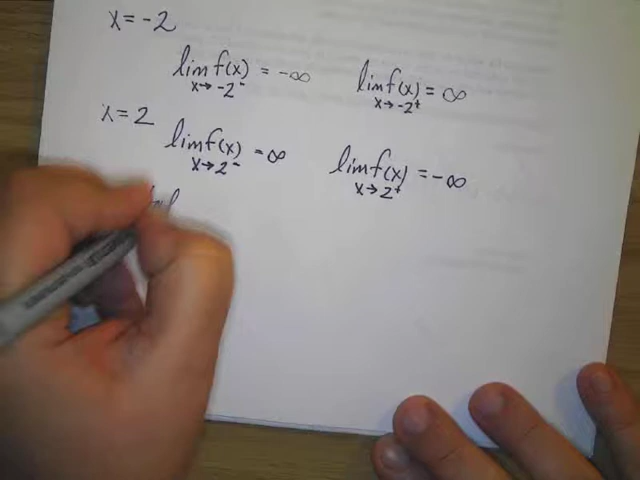 x = -2
lim f(x) = -∞ lim f(x) = ∞
x→-2⁻ x→-2⁺
x = 2
lim f(x) = ∞ lim f(x) = -∞
x→2⁻ x→2⁺